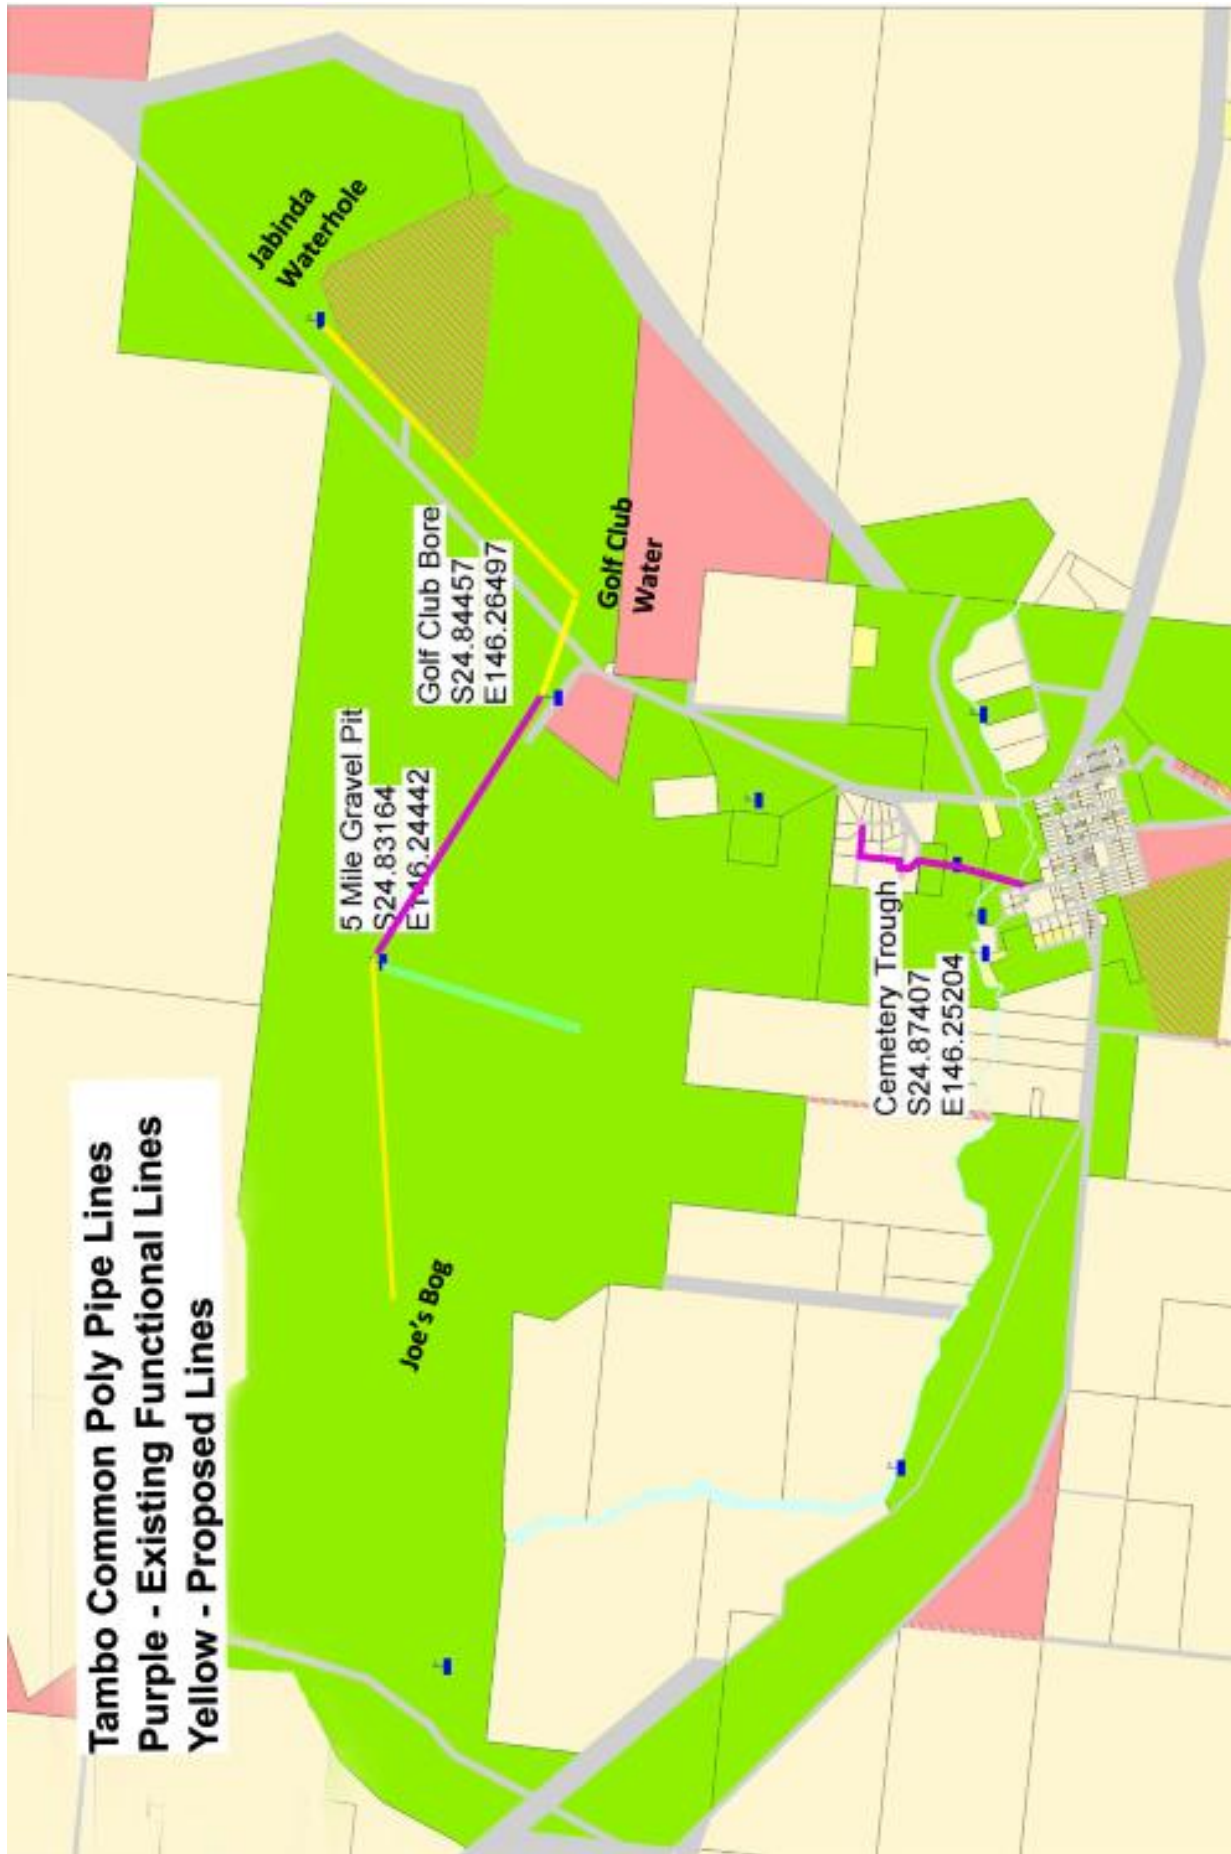 Tambo Common Poly Pipe Lines
Purple - Existing Functional Lines
Yellow - Proposed Lines
Jabinda
Waterhole
Golf Club Bore
S24.84457
E146.26497
5 Mile Gravel Pit
S24.83164
E146.24442
Golf Club
Water
Joe's Bog
Cemetery Trough
S24.87407
E146.25204